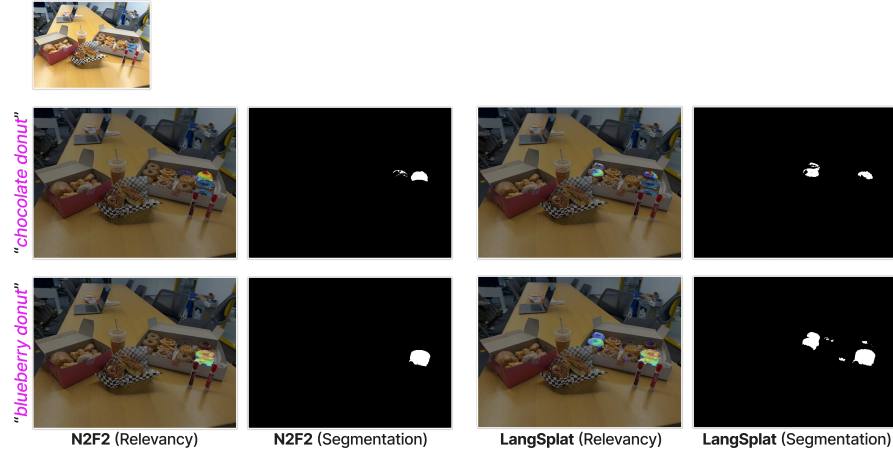 "chocolate donut"
"blueberry donut"
N2F2 (Relevancy) N2F2 (Segmentation) LangSplat (Relevancy) LangSplat (Segmentation)